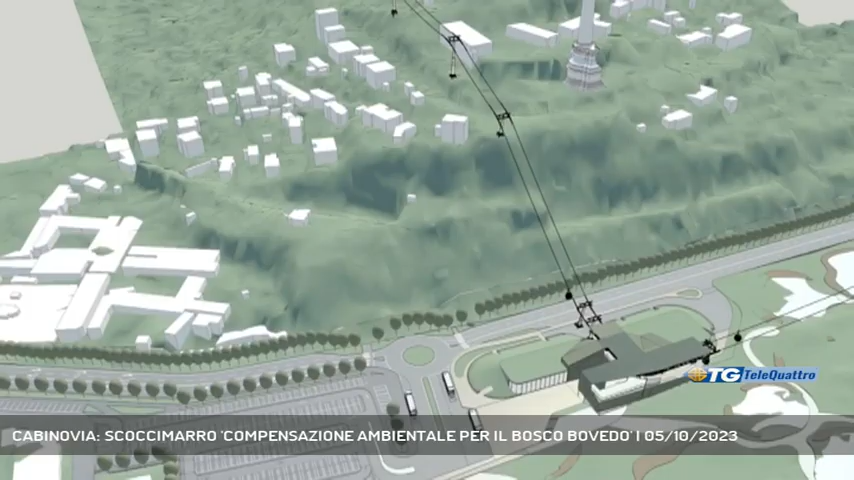 TG TeleQuattro
CABINOVIA: SCOCCIMARRO 'COMPENSAZIONE AMBIENTALE PER IL BOSCO BOVEDO' | 05/10/2023